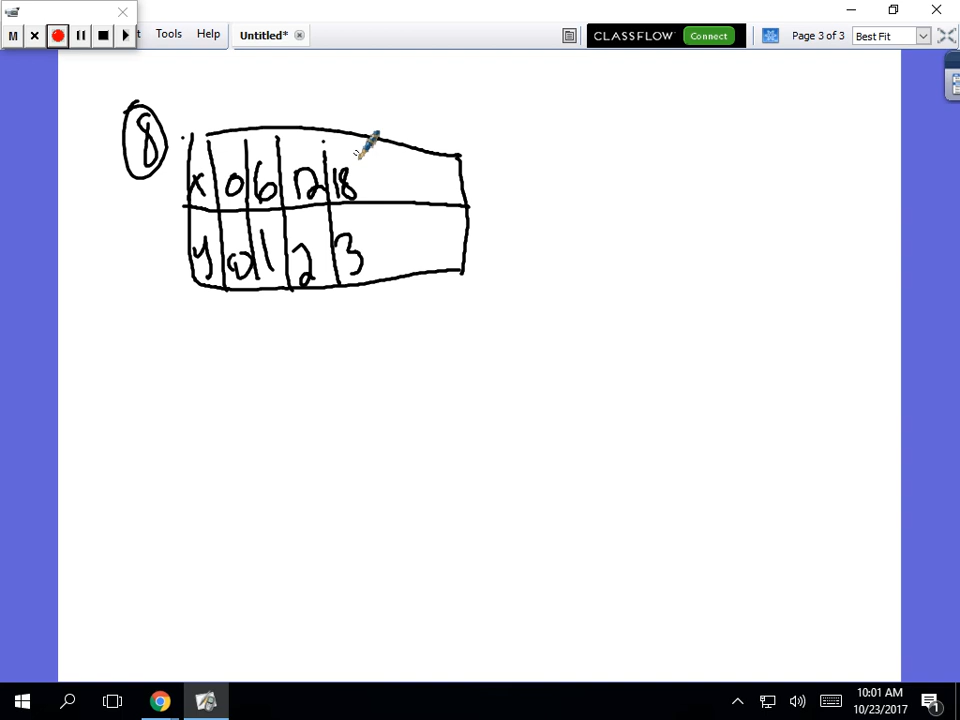 M
t Tools Help Untitled* CLASSFLOW Connect Page 3 of 3 Best Fit
8
x 0 6 12 18
y 0 1 2 3
10:01 AM
10/23/2017
1